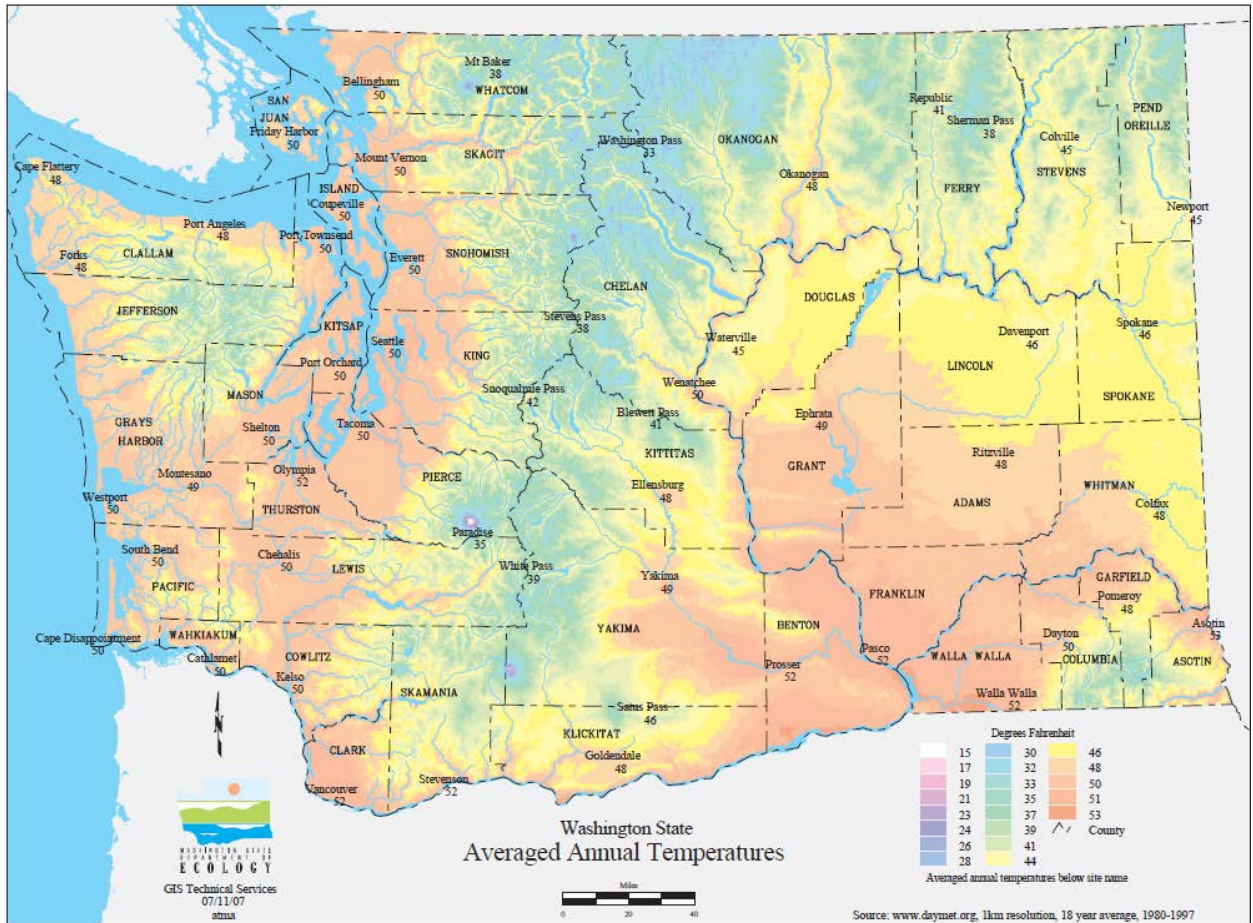 Mt Baker
38
WHATCOM
Bellingham
50
SAN
JUAN
Friday Harbor
50
Republic
41
Sherman Pass
38
PEND
OREILLE
Washington Pass
33
OKANOGAN
Colville
45
STEVENS
Mount Vernon
50
SKAGIT
Okanogan
48
FERRY
Cape Flattery
48
ISLAND
Coupeville
50
Newport
45
Port Angeles
48
Port Townsend
50
Forks
48
CLALLAM
Everett
50
SNOHOMISH
CHELAN
DOUGLAS
JEFFERSON
KITSAP
Stevens Pass
38
Seattle
50
Waterville
45
Davenport
46
Spokane
46
KING
Port Orchard
50
LINCOLN
MASON
Snoqualmie Pass
42
Wenatchee
50
SPOKANE
GRAYS
HARBOR
Shelton
50
Tacoma
50
Blewett Pass
41
Ephrata
49
KITTITAS
Ritzville
48
GRANT
Montesano
49
Olympia
52
PIERCE
Ellensburg
48
WHITMAN
Westport
50
THURSTON
ADAMS
Colfax
48
Paradise
35
South Bend
50
Chehalis
50
LEWIS
White Pass
39
Yakima
49
PACIFIC
FRANKLIN
GARFIELD
Pomeroy
48
Cape Disappointment
50
WAHKIAKUM
Cathlamet
50
COWLITZ
YAKIMA
BENTON
Pasco
52
Dayton
50
Asotin
53
WALLA WALLA
COLUMBIA
ASOTIN
Kelso
50
SKAMANIA
Prosser
52
Walla Walla
52
Satus Pass
46
KLICKITAT
Goldendale
48
CLARK
Vancouver
52
Stevenson
52
N
Degrees Fahrenheit
15 30 46
17 32 48
19 33 50
21 35 51
23 37 53
24 39 County
26 41
28 44
Averaged annual temperatures below site name
WASHINGTON STATE
DEPARTMENT OF
ECOLOGY
GIS Technical Services
07/11/07
atma
Washington State
Averaged Annual Temperatures
Miles
0 20 40
Source: www.daymet.org, 1km resolution, 18 year average, 1980-1997